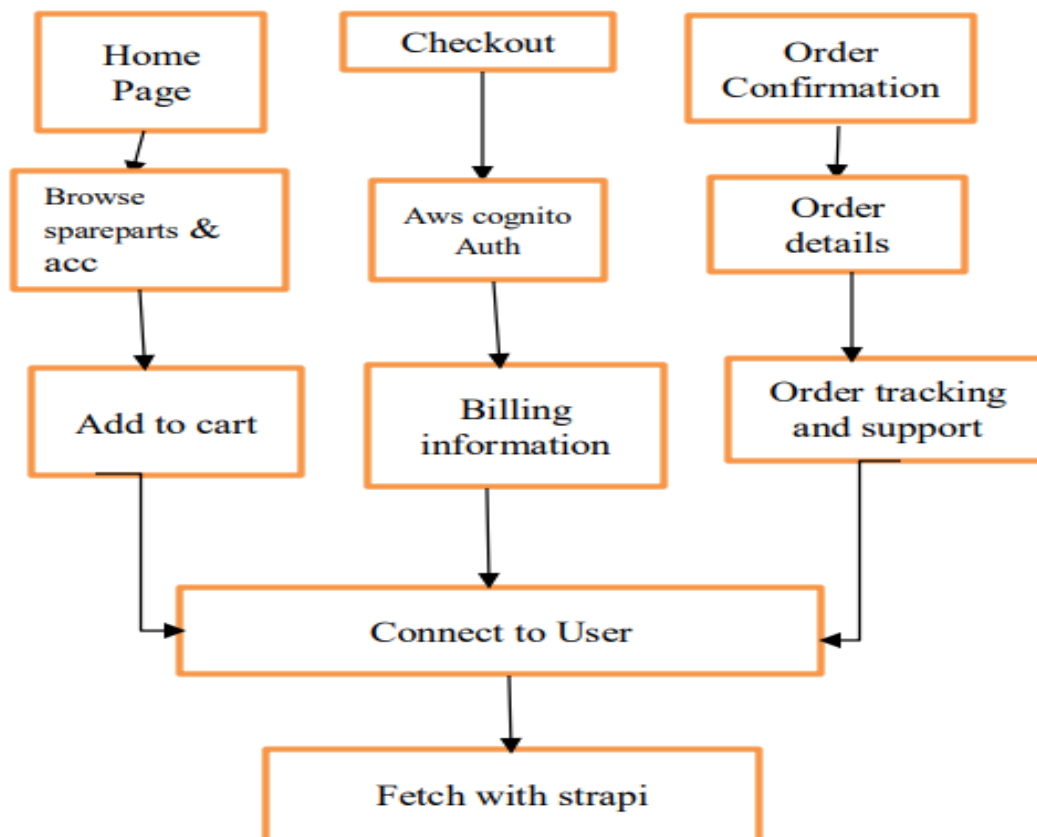 Home
Page
Checkout
Order
Confirmation
Browse
spareparts &
acc
Aws cognito
Auth
Order
details
Add to cart
Billing
information
Order tracking
and support
Connect to User
Fetch with strapi